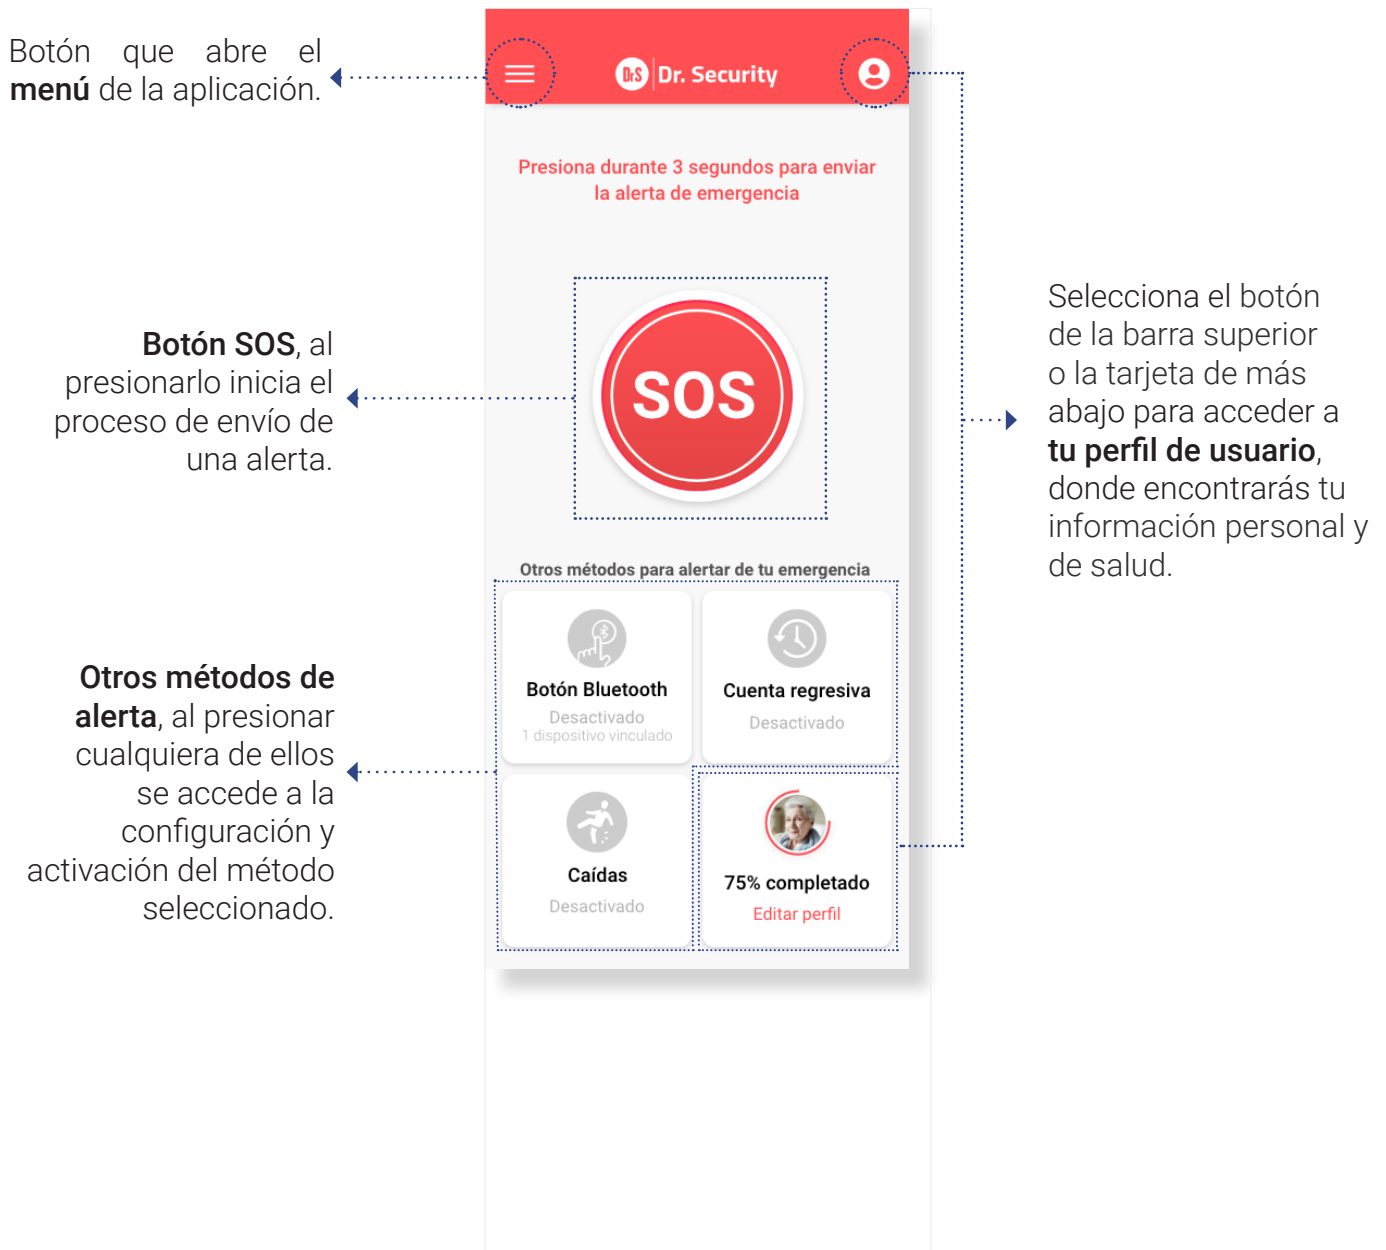 Botón que abre el
menú de la aplicación.
DrS Dr. Security
Presiona durante 3 segundos para enviar
la alerta de emergencia
Botón SOS, al
presionarlo inicia el
proceso de envío de
una alerta.
SOS
Selecciona el botón
de la barra superior
o la tarjeta de más
abajo para acceder a
tu perfil de usuario,
donde encontrarás tu
información personal y
de salud.
Otros métodos para alertar de tu emergencia
Otros métodos de
alerta, al presionar
cualquiera de ellos
se accede a la
configuración y
activación del método
seleccionado.
Botón Bluetooth
Desactivado
1 dispositivo vinculado
Cuenta regresiva
Desactivado
Caídas
Desactivado
75% completado
Editar perfil